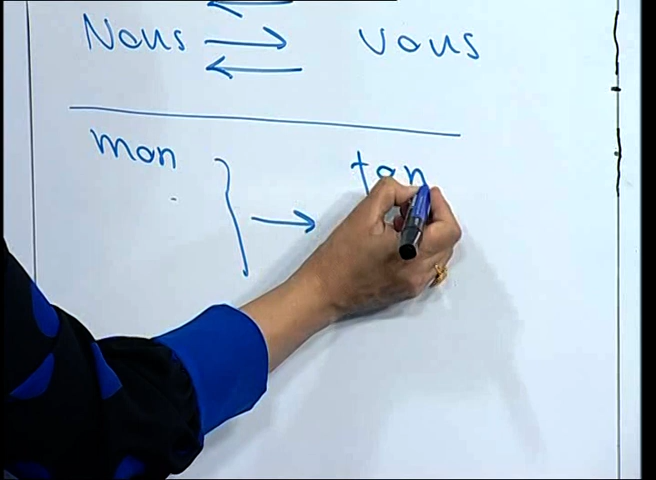 Nous → vous
←
mon } → ton